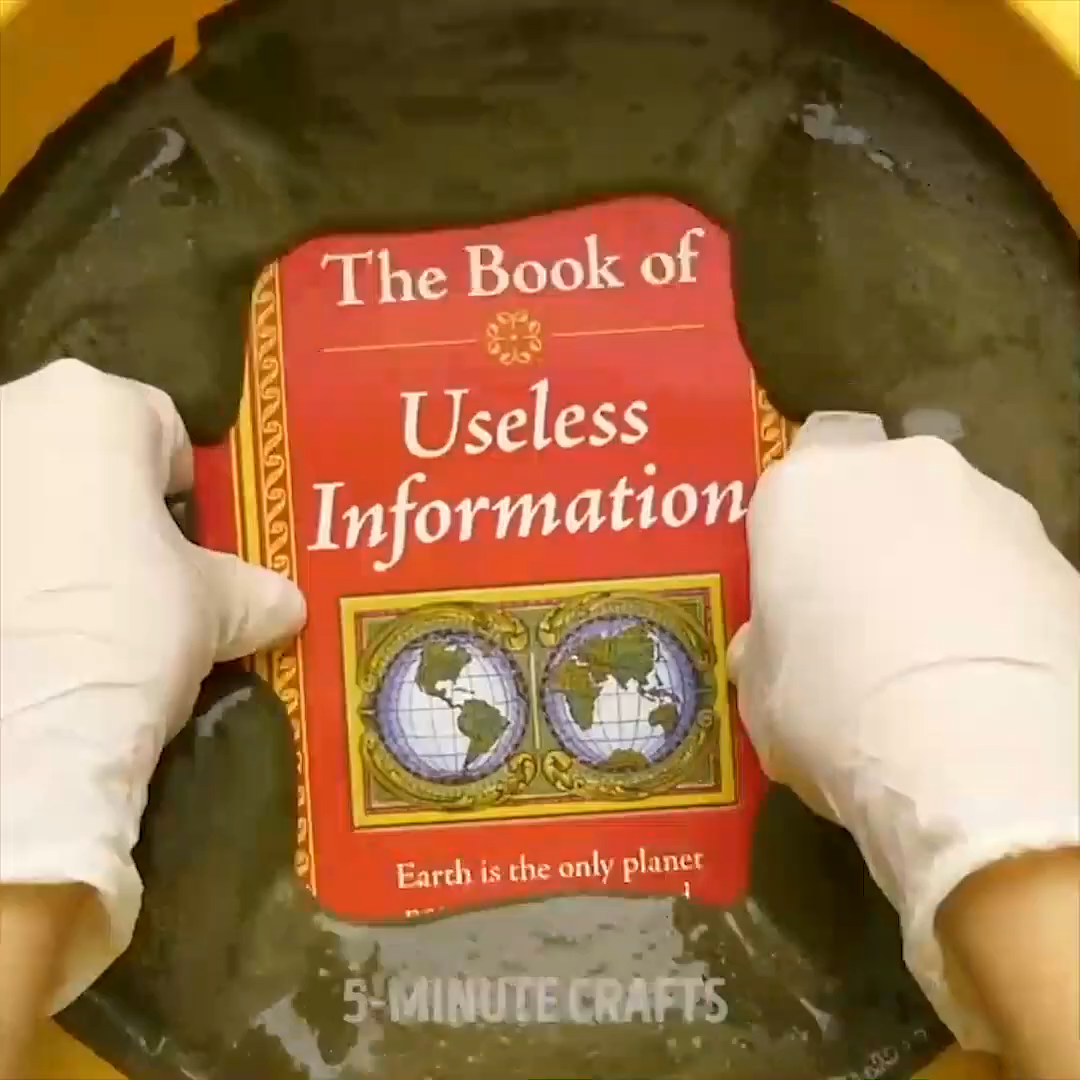 The Book of
Useless
Information
Earth is the only planet
5-MINUTE CRAFTS